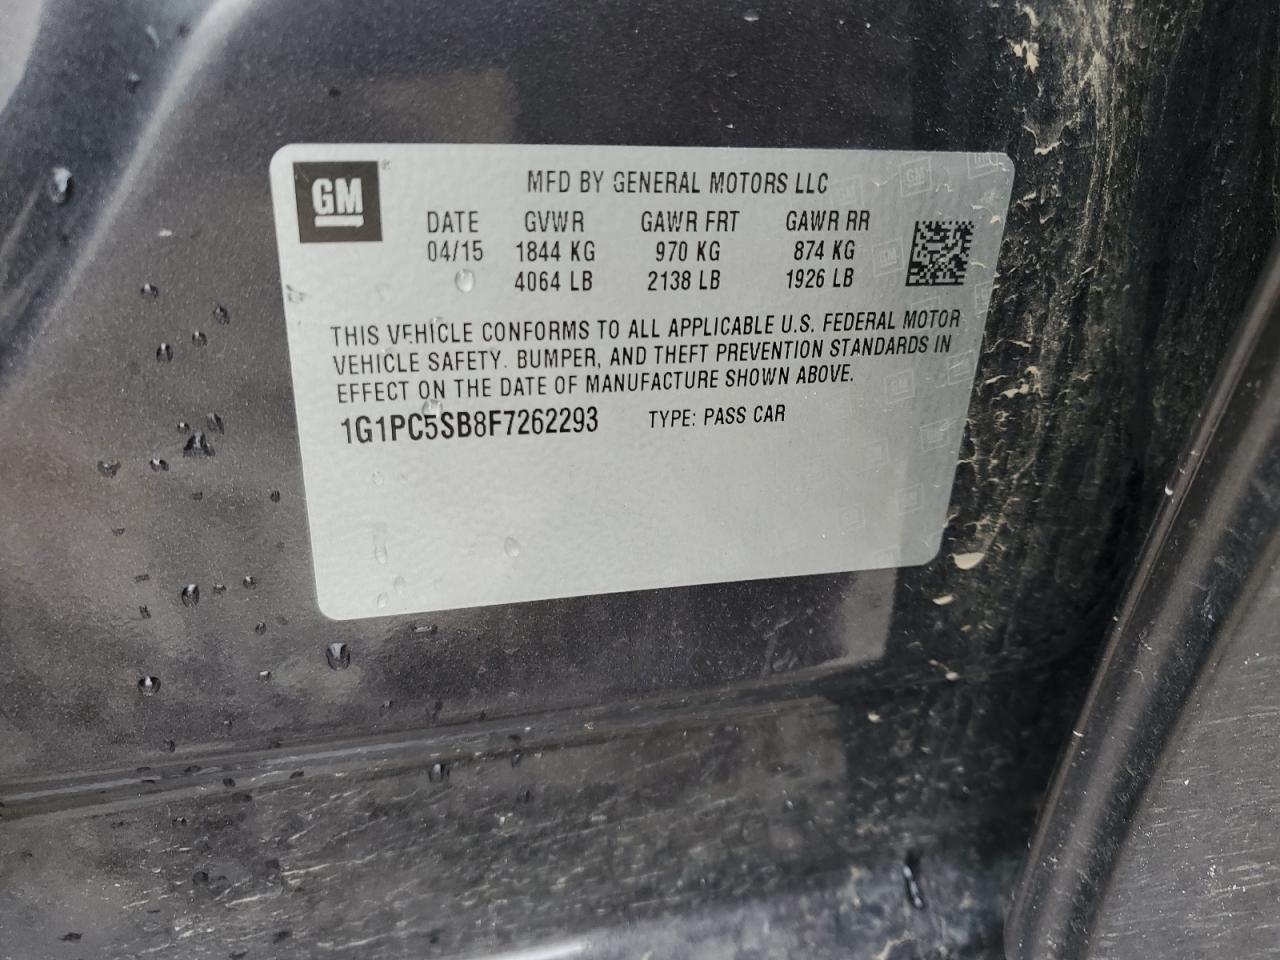 GM
MFD BY GENERAL MOTORS LLC
DATE GVWR GAWR FRT GAWR RR
04/15 1844 KG 970 KG 874 KG
4064 LB 2138 LB 1926 LB
THIS VEHICLE CONFORMS TO ALL APPLICABLE U.S. FEDERAL MOTOR
VEHICLE SAFETY, BUMPER, AND THEFT PREVENTION STANDARDS IN
EFFECT ON THE DATE OF MANUFACTURE SHOWN ABOVE.
1G1PC5SB8F7262293 TYPE: PASS CAR